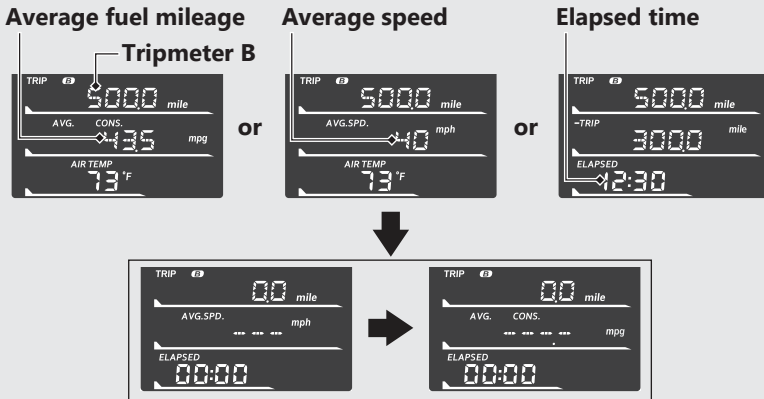 Average fuel mileage
Tripmeter B
TRIP B
500.0 mile
AVG. CONS.
43.5 mpg
AIR TEMP
73 °F
or
Average speed
TRIP B
500.0 mile
AVG.SPD.
40 mph
AIR TEMP
73 °F
or
Elapsed time
TRIP B
500.0 mile
-TRIP
300.0 mile
ELAPSED
12:30
TRIP B
0.0 mile
AVG.SPD.
--- mph
ELAPSED
00:00
TRIP B
0.0 mile
AVG. CONS.
---.- mpg
ELAPSED
00:00